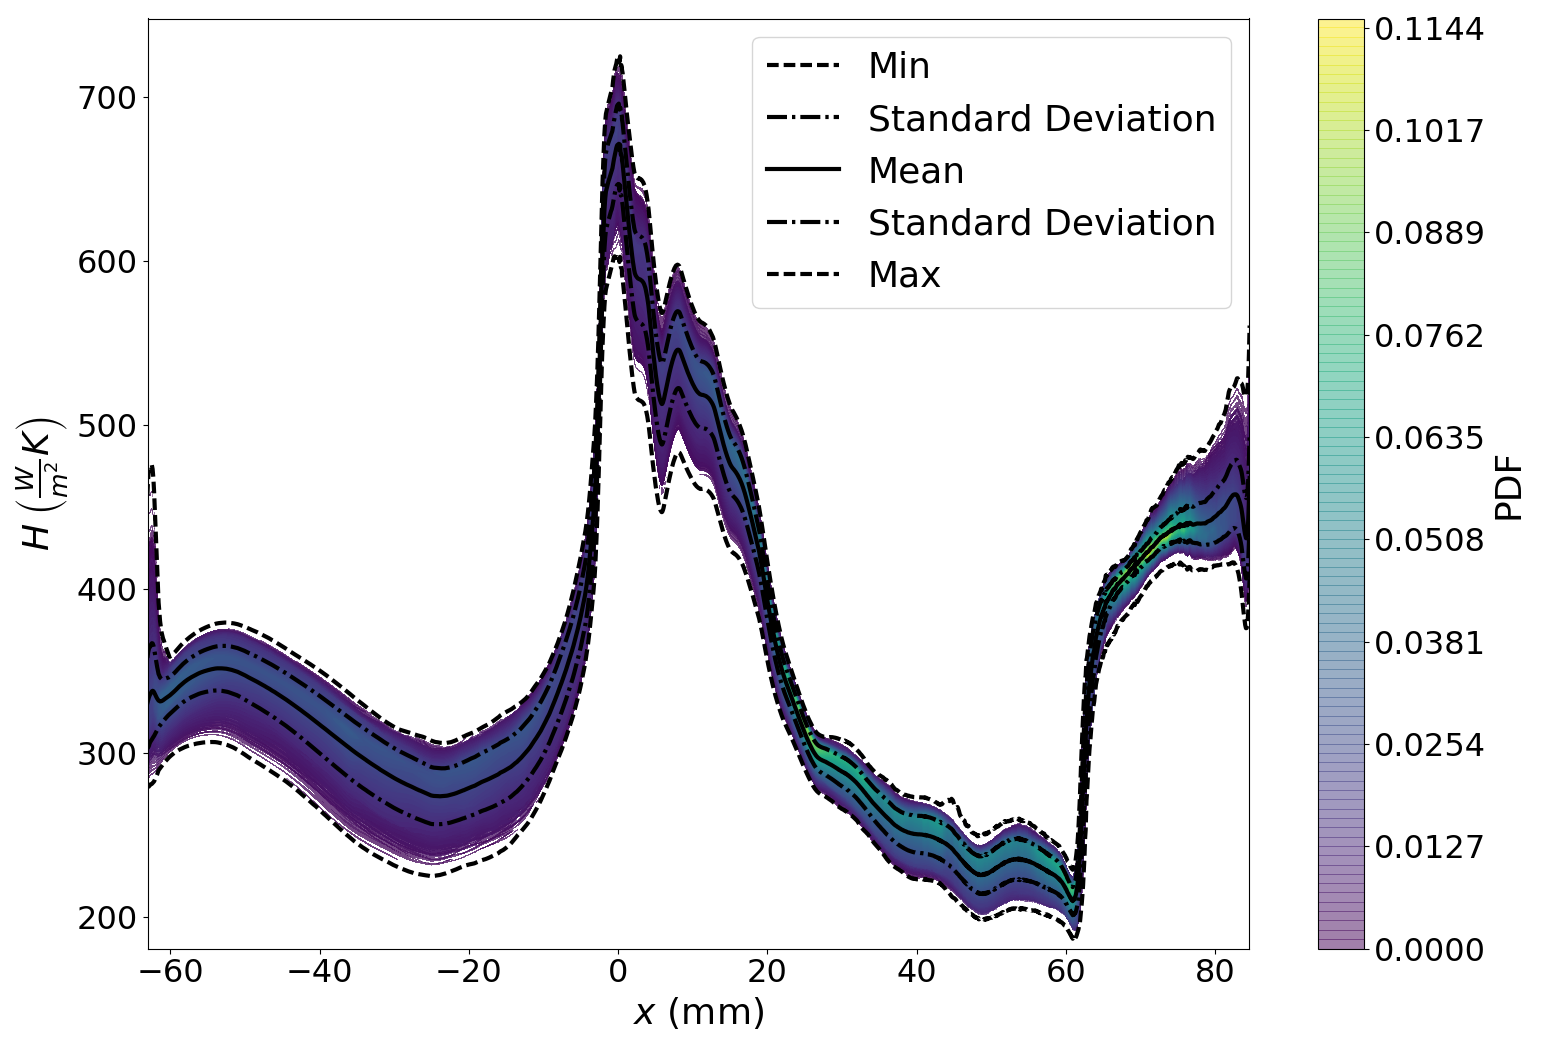 Min
Standard Deviation
Mean
Standard Deviation
Max
700
600
500
400
300
200
H (W/m² K)
−60 −40 −20 0 20 40 60 80
x (mm)
0.1144
0.1017
0.0889
0.0762
0.0635
0.0508
0.0381
0.0254
0.0127
0.0000
PDF